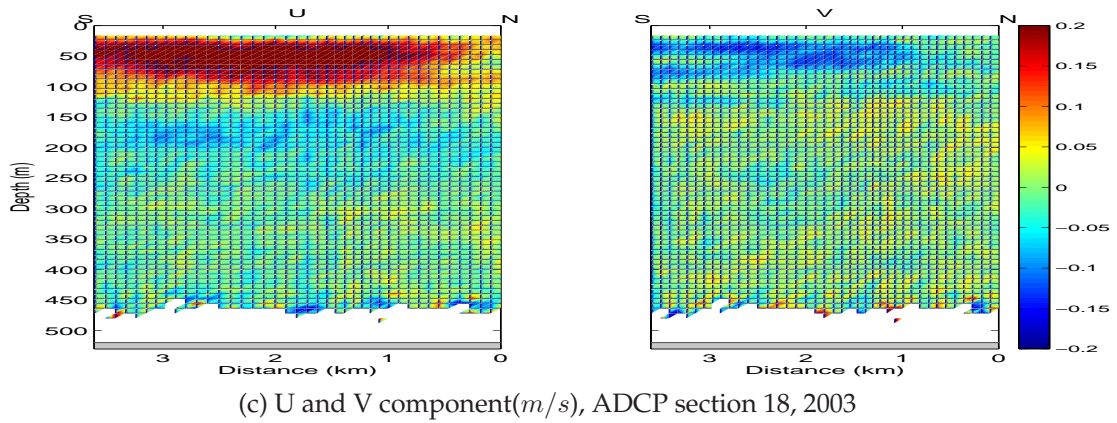 S U N
S V N
0
50
100
150
200
250
300
350
400
450
500
Depth (m)
3 2 1 0
Distance (km)
3 2 1 0
Distance (km)
0.2
0.15
0.1
0.05
0
−0.05
−0.1
−0.15
−0.2
(c) U and V component(m/s), ADCP section 18, 2003